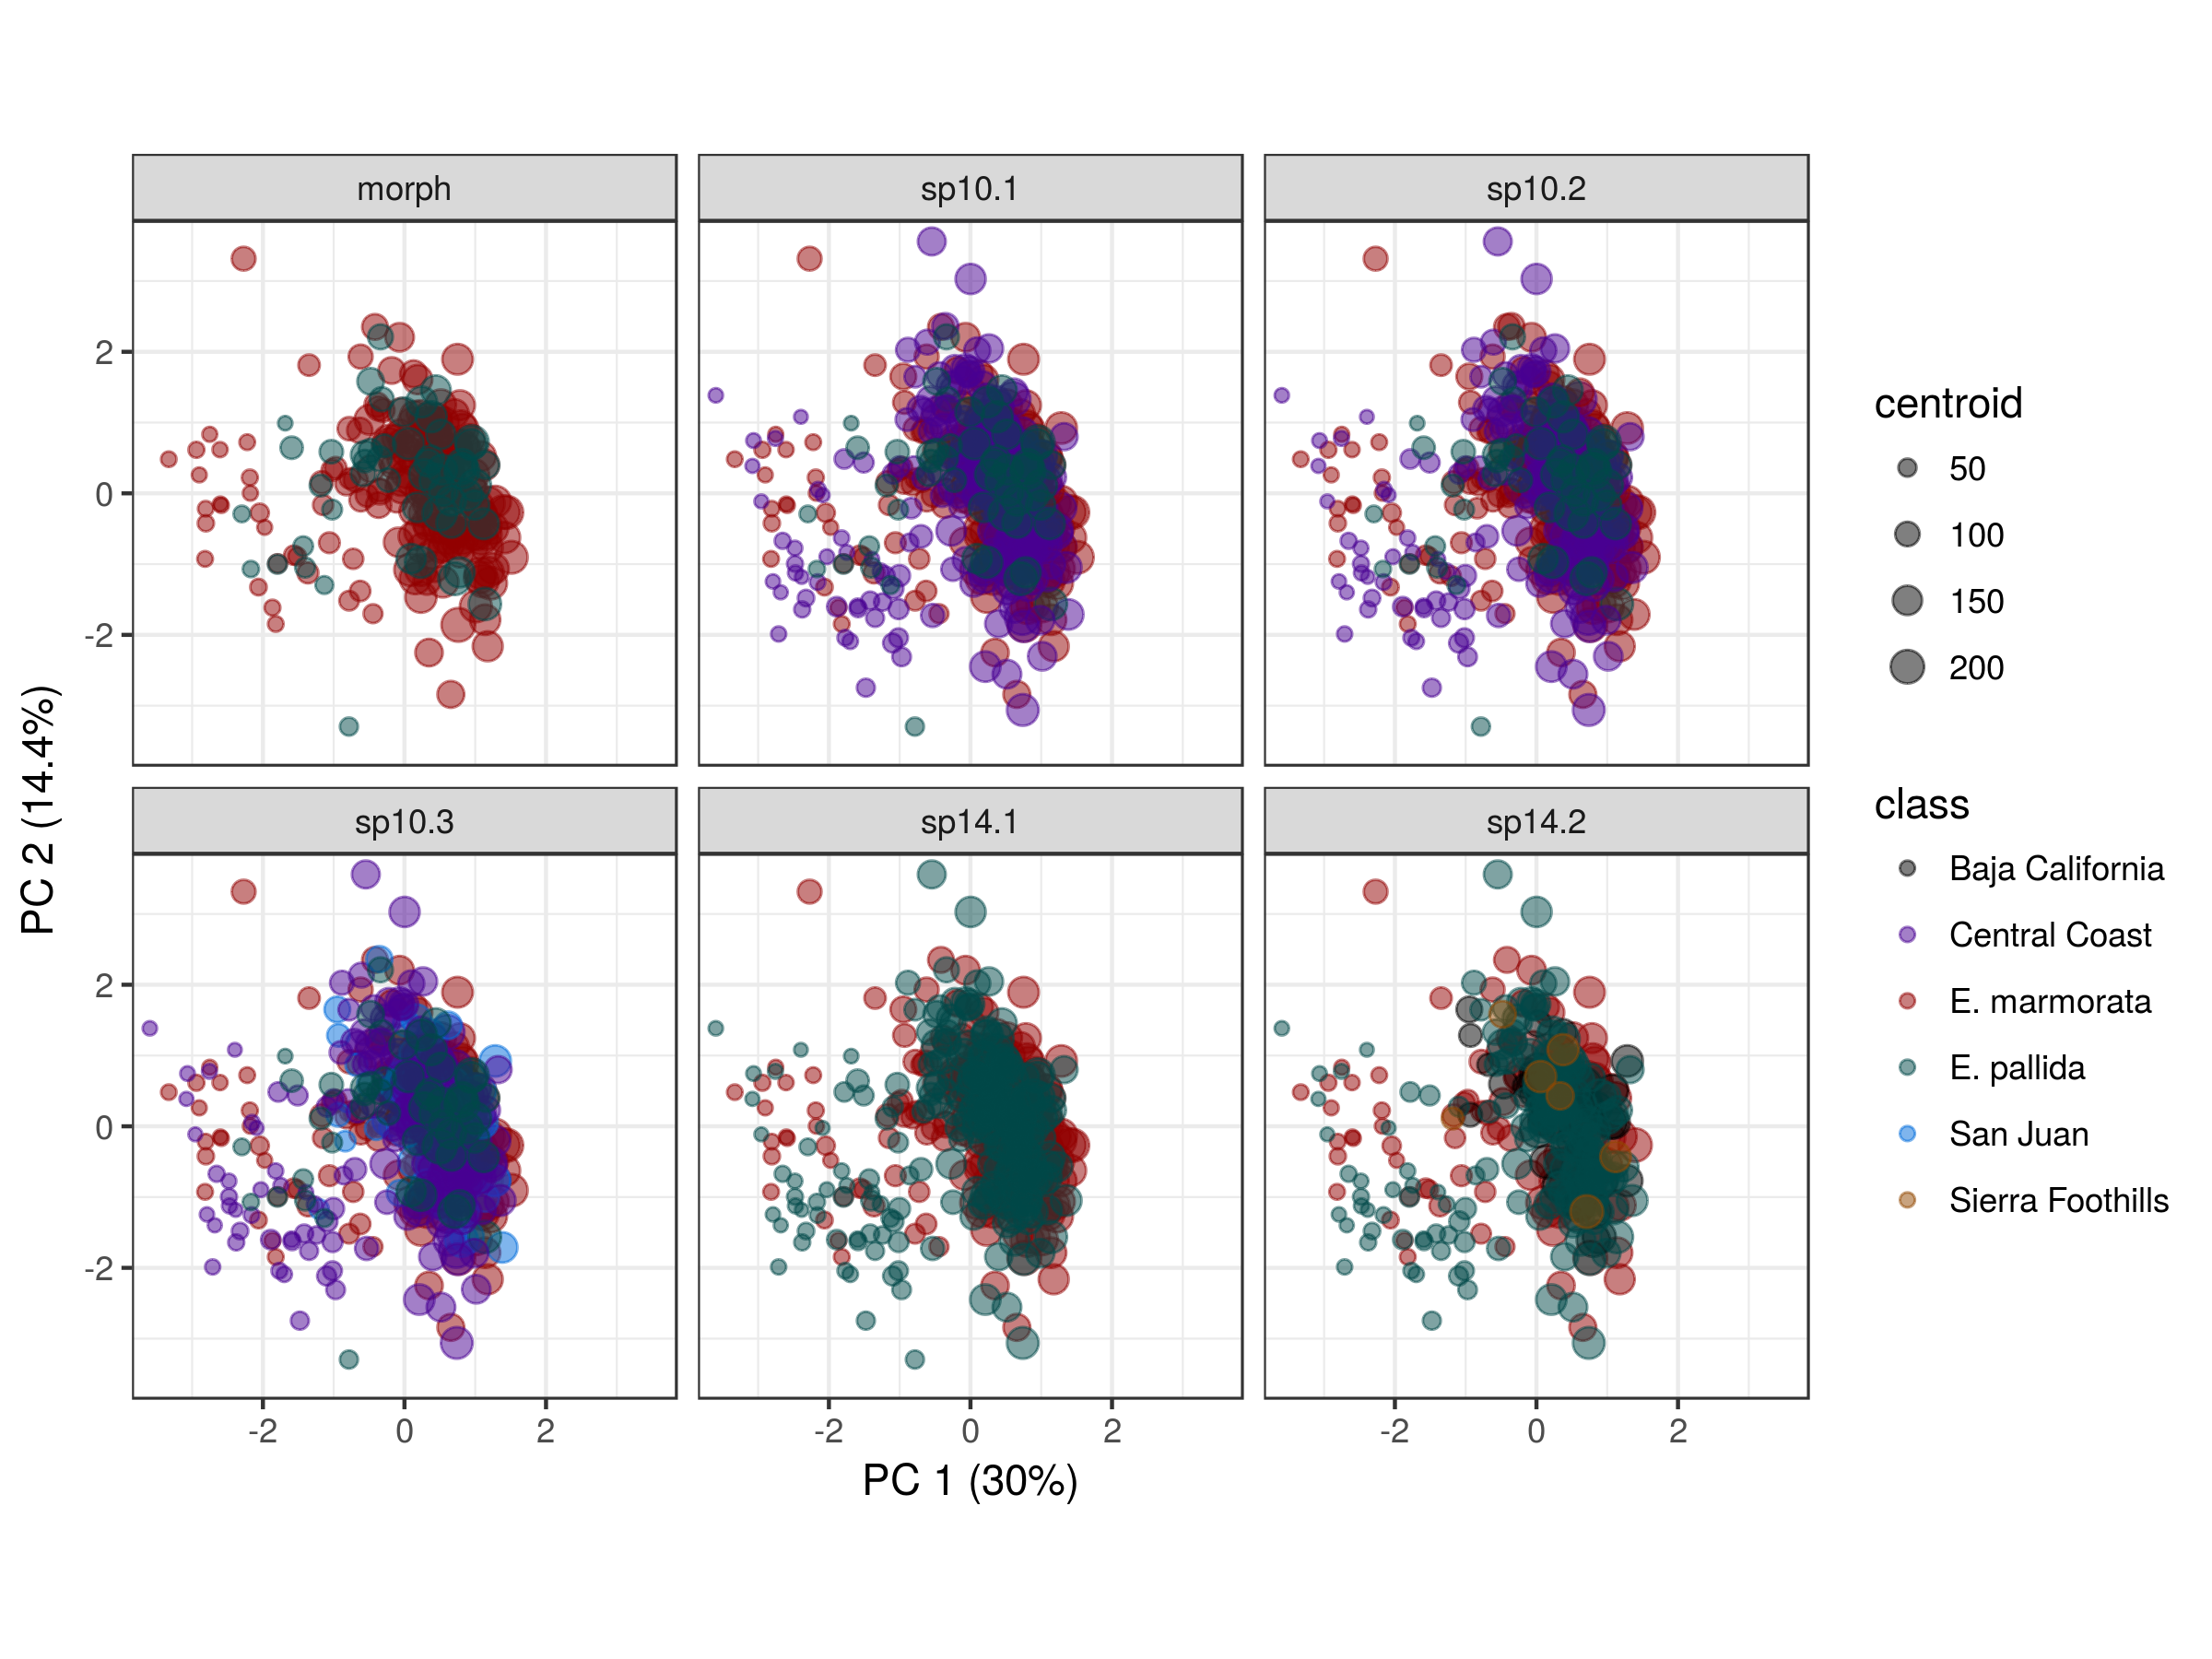 morph
sp10.1
sp10.2
2
0
-2
sp10.3
sp14.1
sp14.2
2
0
-2
-2
0
2
-2
0
2
-2
0
2
PC 1 (30%)
PC 2 (14.4%)
centroid
50
100
150
200
class
Baja California
Central Coast
E. marmorata
E. pallida
San Juan
Sierra Foothills